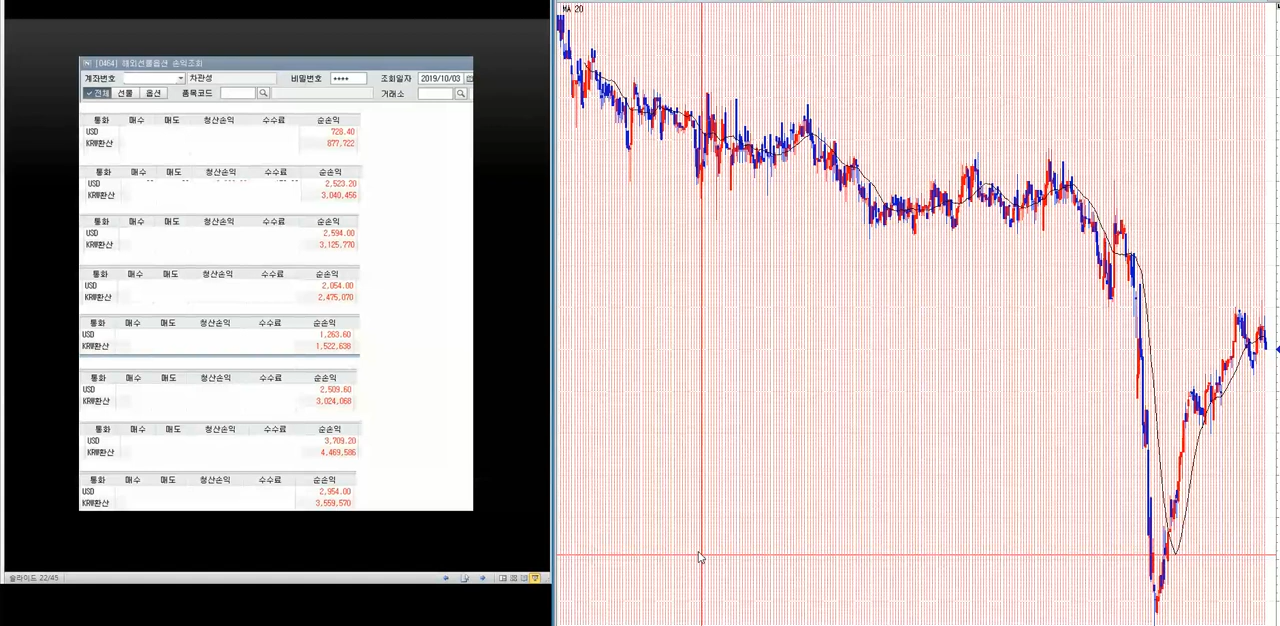 [0464] 해외선물옵션 손익조회
계좌번호 차관성 비밀번호 **** 조회일자 2019/10/03
전체 선물 옵션 품목코드 거래소
통화 매수 매도 청산손익 수수료 순손익
USD 728.40
KRW환산 877,722
통화 매수 매도 청산손익 수수료 순손익
USD 2,523.20
KRW환산 3,040,456
통화 매수 매도 청산손익 수수료 순손익
USD 2,594.00
KRW환산 3,125,770
통화 매수 매도 청산손익 수수료 순손익
USD 2,054.00
KRW환산 2,475,070
통화 매수 매도 청산손익 수수료 순손익
USD 1,263.60
KRW환산 1,522,638
통화 매수 매도 청산손익 수수료 순손익
USD 2,509.60
KRW환산 3,024,068
통화 매수 매도 청산손익 수수료 순손익
USD 3,709.20
KRW환산 4,469,586
통화 매수 매도 청산손익 수수료 순손익
USD 2,954.00
KRW환산 3,559,570
슬라이드 22/45
MA 20